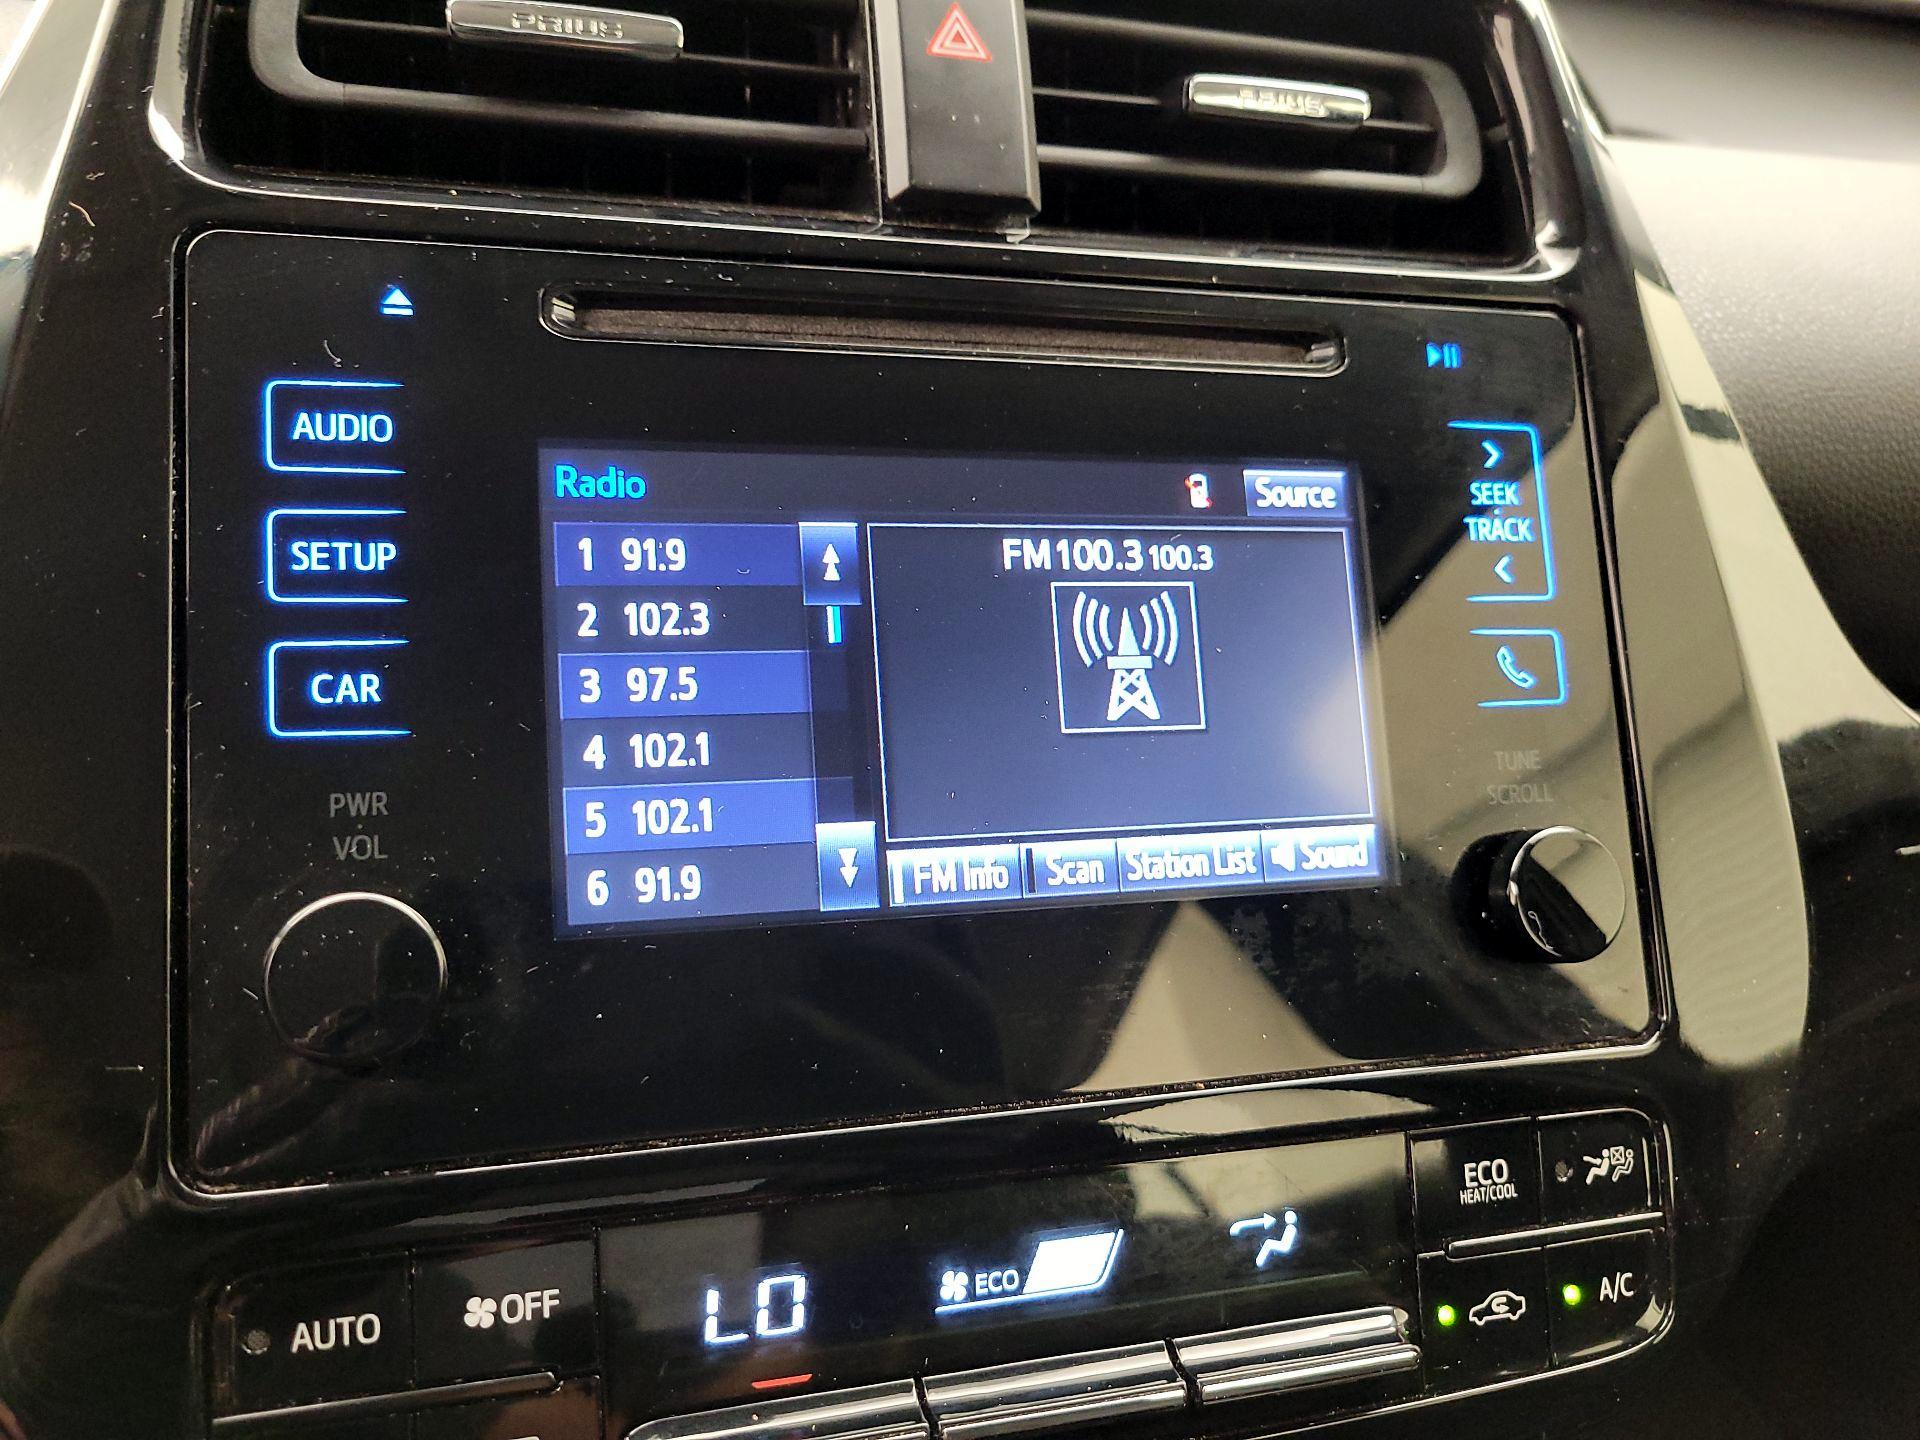 PRIUS
PRIUS
AUDIO
SETUP
CAR
PWR
VOL
Radio
Source
1 91.9
2 102.3
3 97.5
4 102.1
5 102.1
6 91.9
FM 100.3 100.3
FM Info
Scan
Station List
Sound
SEEK
TRACK
TUNE
SCROLL
AUTO
OFF
LO
ECO
ECO
HEAT/COOL
A/C